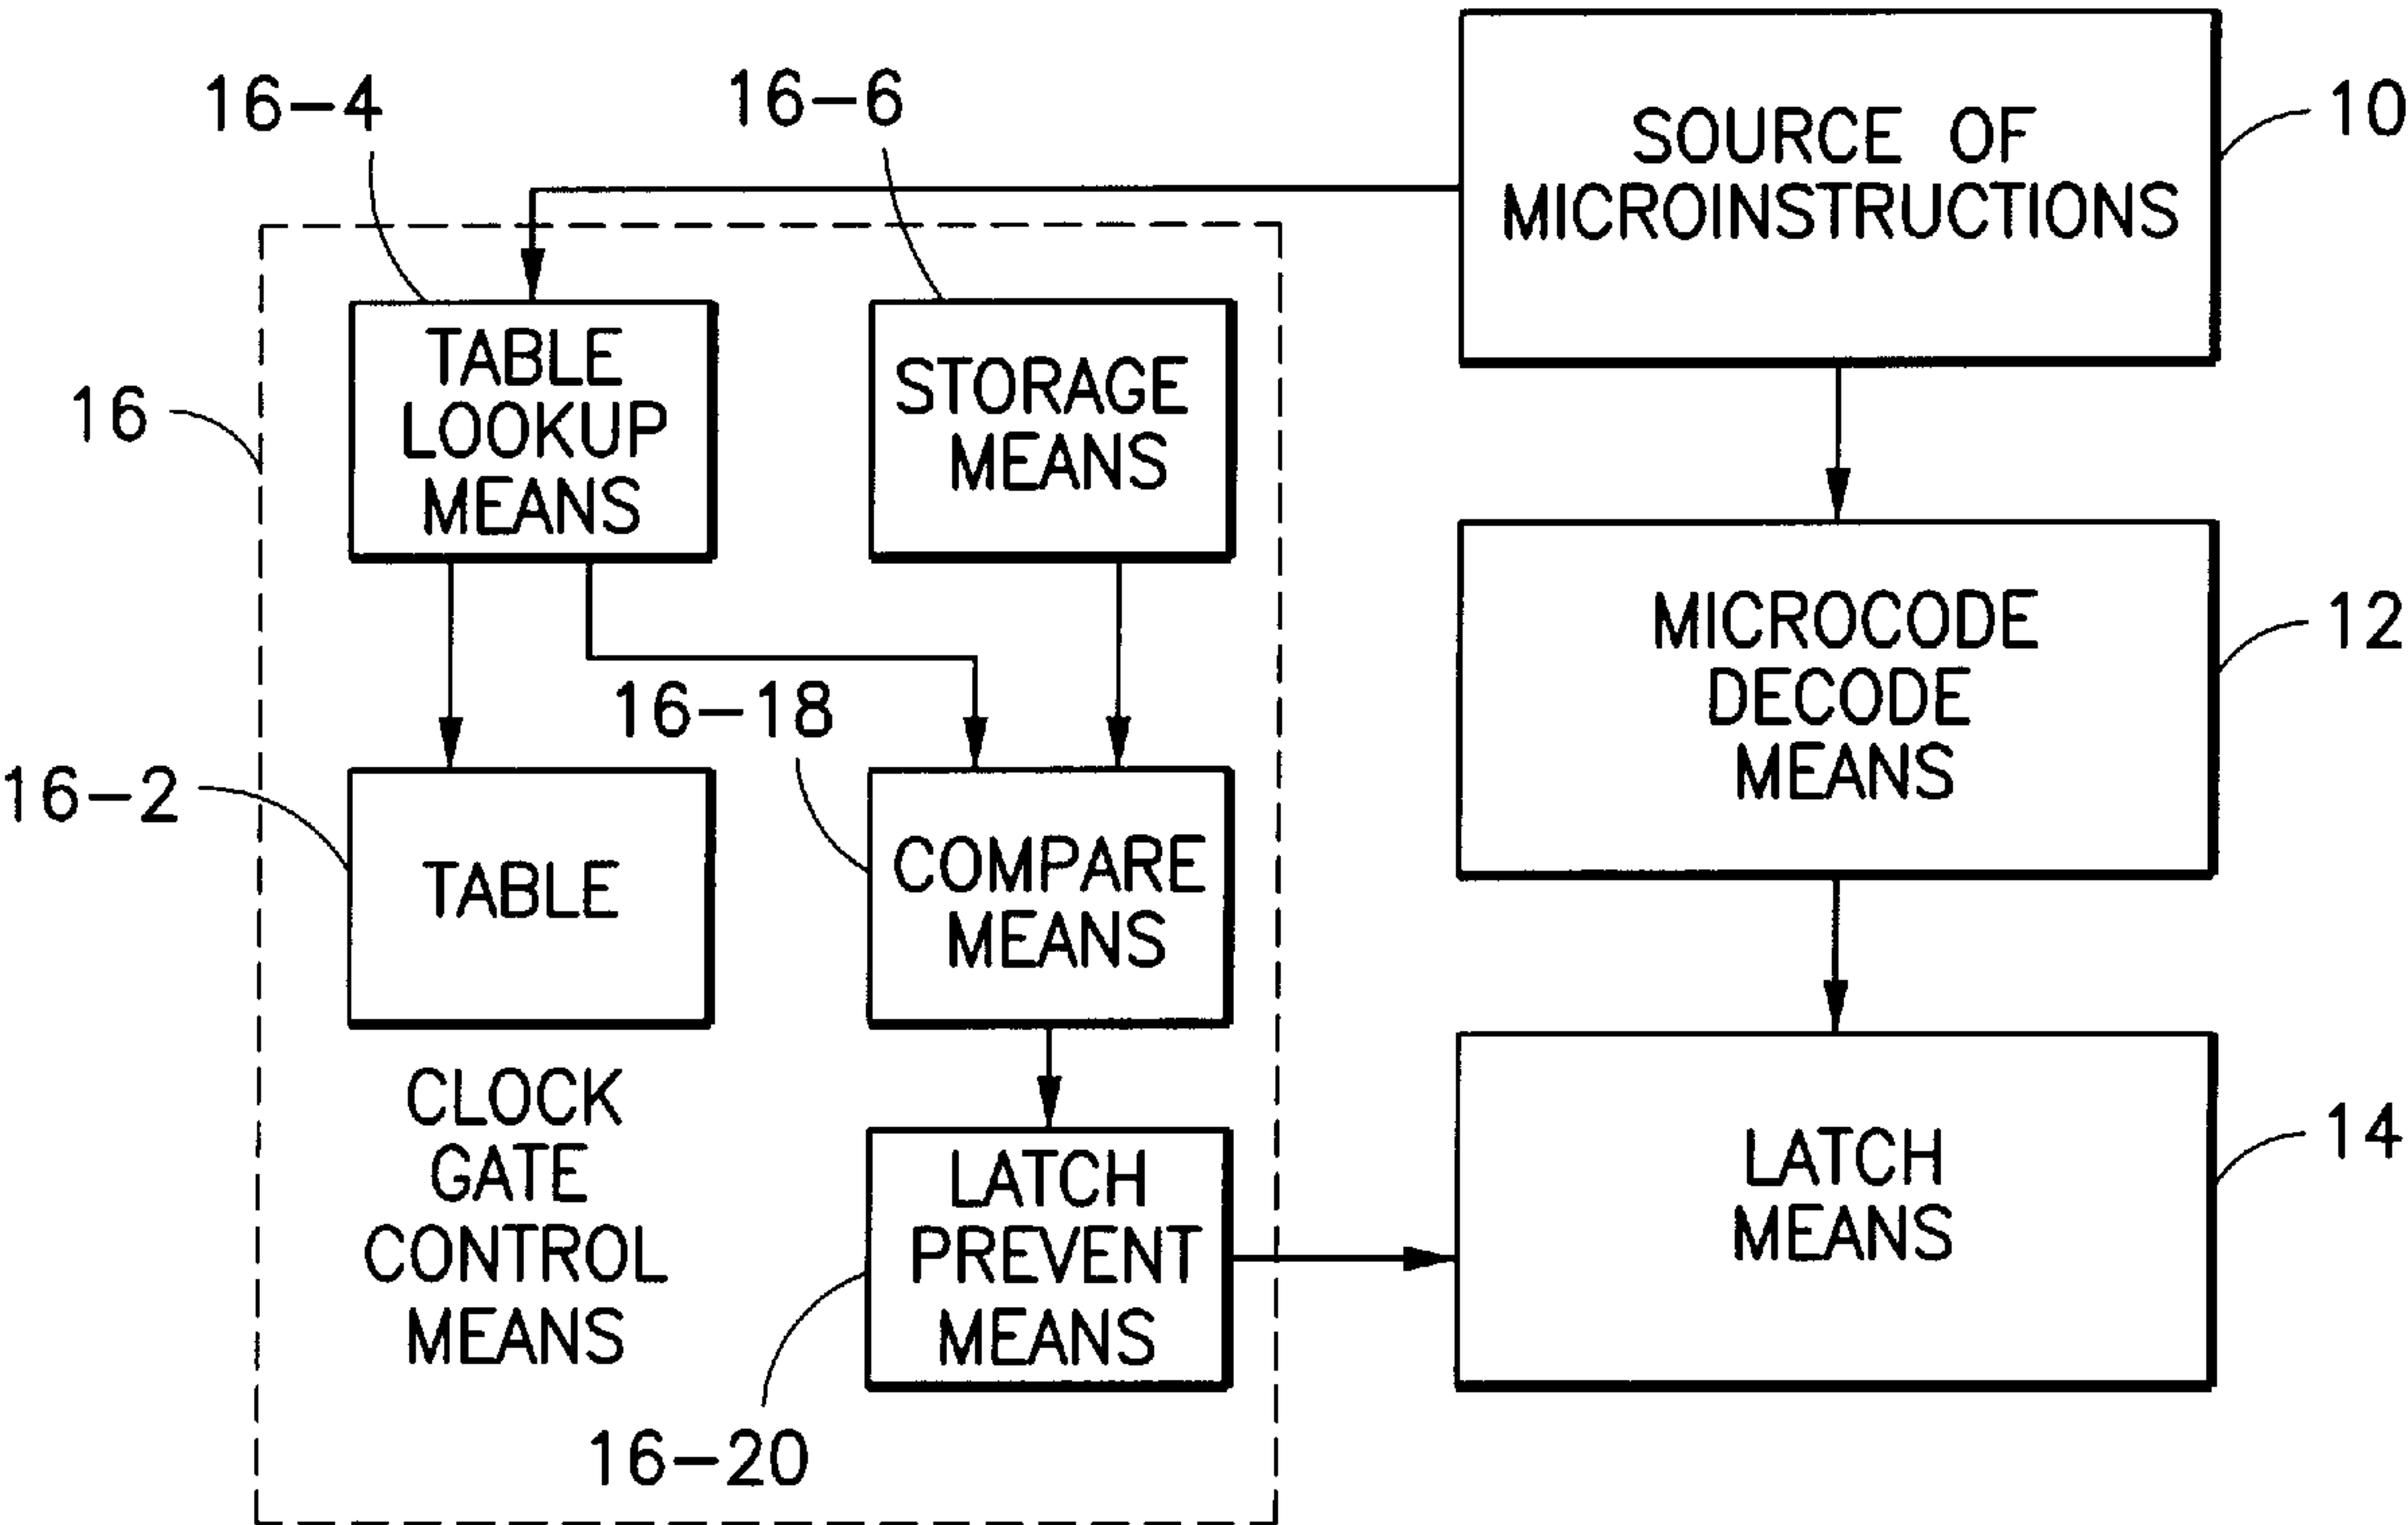 16-4
16-6
SOURCE OF
MICROINSTRUCTIONS
10
16
TABLE
LOOKUP
MEANS
STORAGE
MEANS
MICROCODE
DECODE
MEANS
12
16-18
16-2
TABLE
COMPARE
MEANS
CLOCK
GATE
CONTROL
MEANS
LATCH
PREVENT
MEANS
LATCH
MEANS
14
16-20